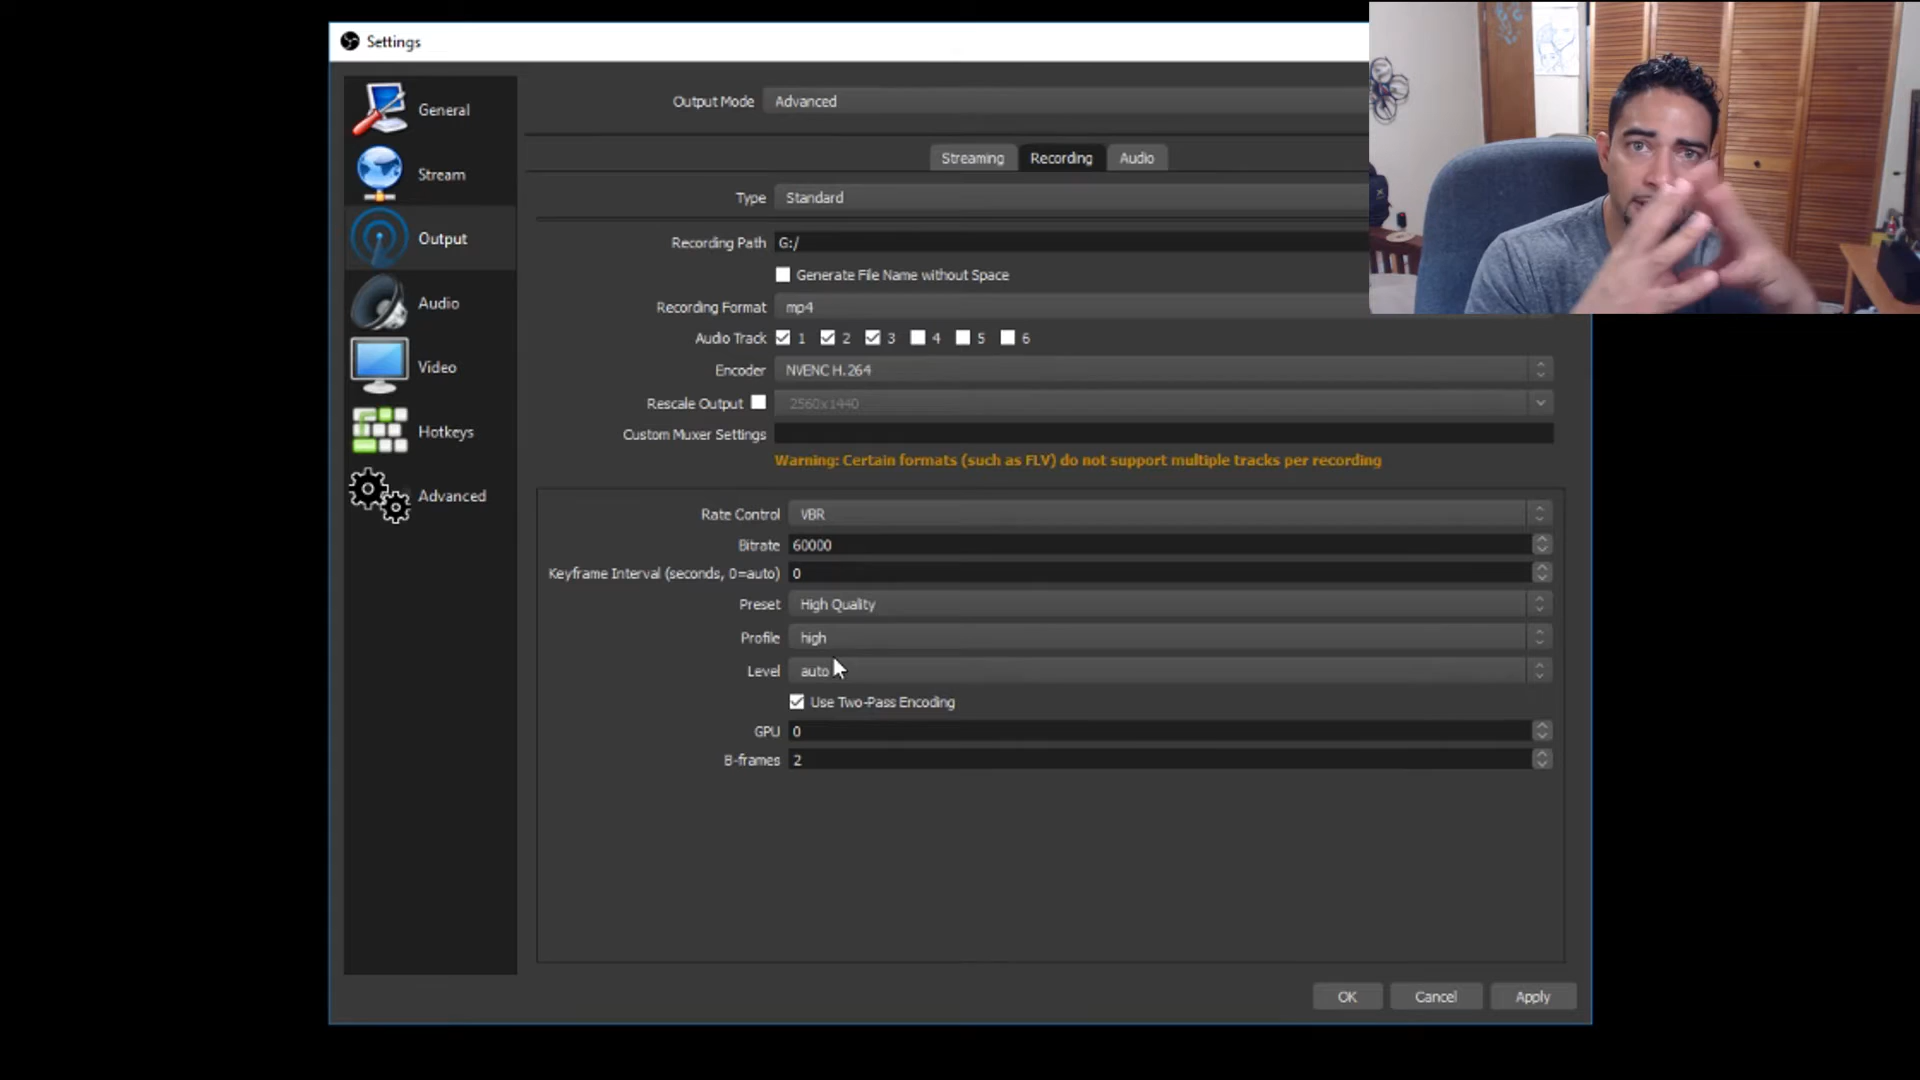 Settings
General
Stream
Output
Audio
Video
Hotkeys
Advanced
Output Mode Advanced
Streaming Recording Audio
Type Standard
Recording Path G:/
Generate File Name without Space
Recording Format mp4
Audio Track 1 2 3 4 5 6
Encoder NVENC H.264
Rescale Output 2560x1440
Custom Muxer Settings
Warning: Certain formats (such as FLV) do not support multiple tracks per recording
Rate Control VBR
Bitrate 60000
Keyframe Interval (seconds, 0=auto) 0
Preset High Quality
Profile high
Level auto
Use Two-Pass Encoding
GPU 0
B-frames 2
OK Cancel Apply